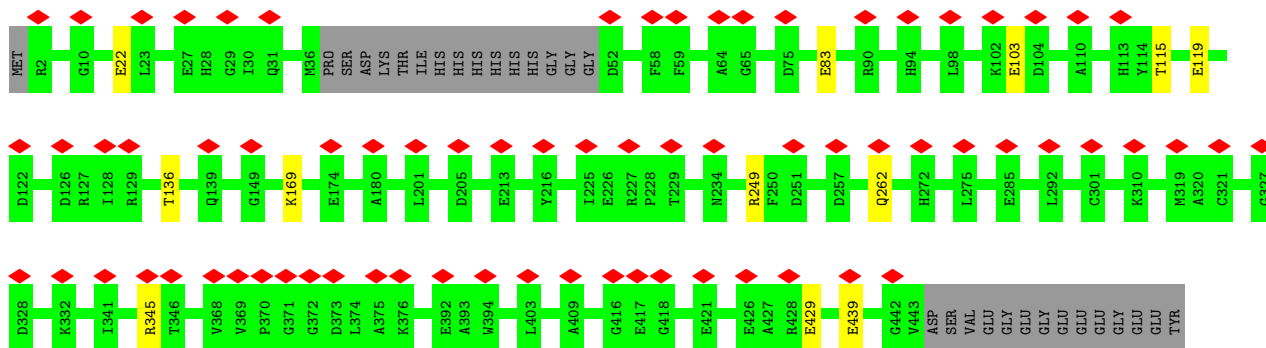 MET R2 G10 E22 L23 E27 H28 G29 I30 Q31 M36 PRO SER ASP LYS THR ILE HIS HIS HIS HIS HIS HIS GLY GLY GLY D52 F58 F59 A64 G65 D75 E83 R90 H94 L98 K102 E103 D104 A110 H113 Y114 T115 E119
D122 D126 R127 I128 R129 T136 Q139 G149 K169 E174 A180 L201 D205 E213 Y216 I225 E226 R227 P228 T229 N234 R249 F250 D251 D257 Q262 H272 L275 E285 L292 C301 K310 M319 A320 C321 G327
D328 K332 I341 R345 T346 V368 V369 P370 G371 G372 D373 L374 A375 K376 E392 A393 W394 L403 A409 G416 E417 G418 E421 E426 A427 R428 E429 E439 G442 V443 ASP SER VAL GLU GLY GLU GLU GLU GLU GLY GLU GLU TYR